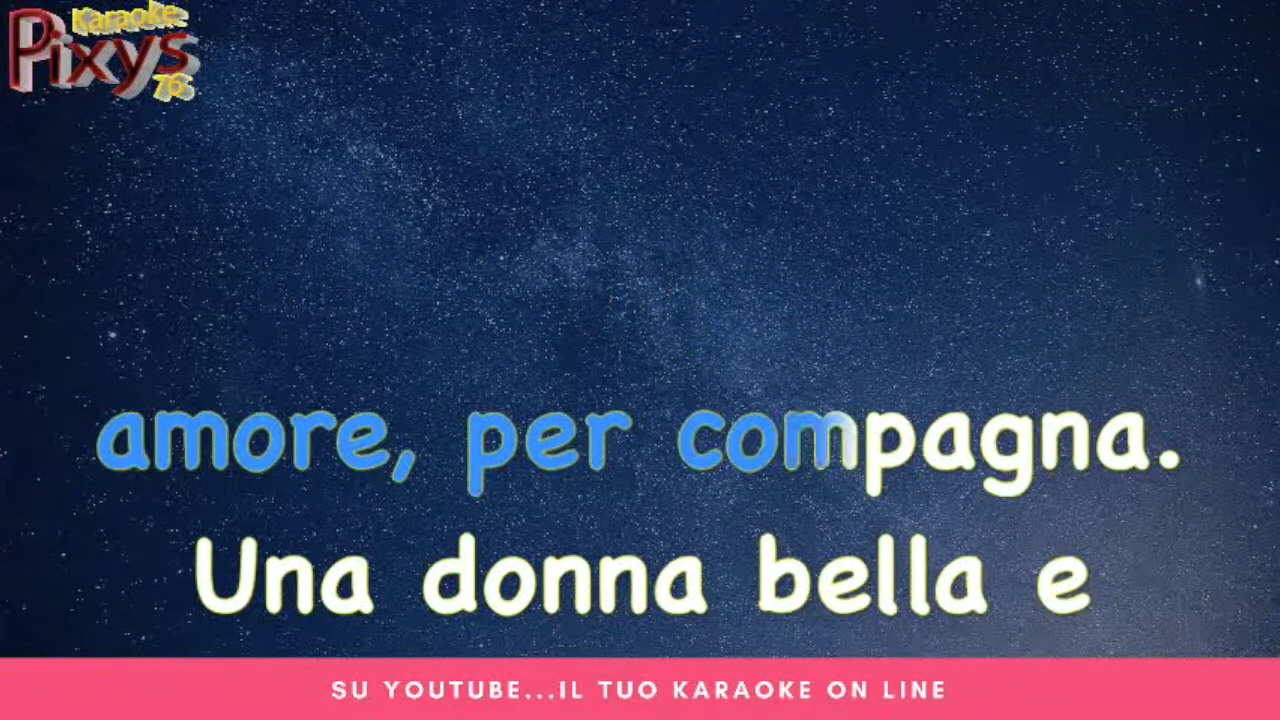 Karaoke
Pixys
76
amore, per compagna.
Una donna bella e
SU YOUTUBE...IL TUO KARAOKE ON LINE